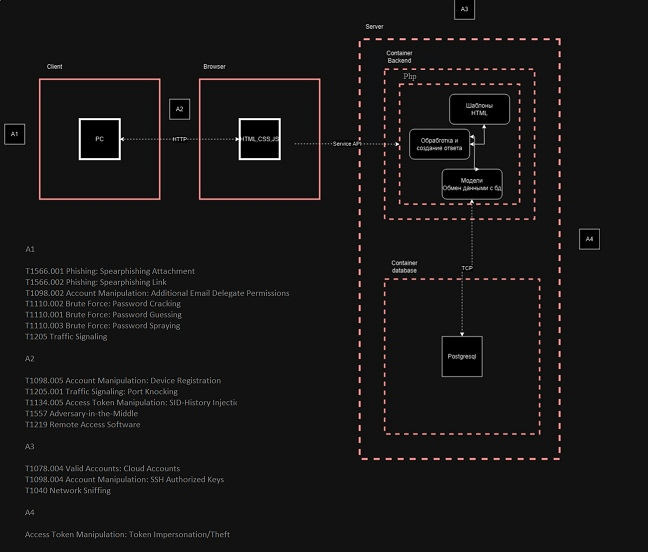 A3
Server
Client
Browser
Container
Backend
Php
Шаблоны
HTML
A1
A2
PC
HTTP
HTML,CSS,JS
Service API
Обработка и
создание ответа
Модели
Обмен данными с бд
A4
TCP
Container
database
Postgresql
A1
T1566.001 Phishing: Spearphishing Attachment
T1566.002 Phishing: Spearphishing Link
T1098.002 Account Manipulation: Additional Email Delegate Permissions
T1110.002 Brute Force: Password Cracking
T1110.001 Brute Force: Password Guessing
T1110.003 Brute Force: Password Spraying
T1205 Traffic Signaling
A2
T1098.005 Account Manipulation: Device Registration
T1205.001 Traffic Signaling: Port Knocking
T1134.005 Access Token Manipulation: SID-History Injectic
T1557 Adversary-in-the-Middle
T1219 Remote Access Software
A3
T1078.004 Valid Accounts: Cloud Accounts
T1098.004 Account Manipulation: SSH Authorized Keys
T1040 Network Sniffing
A4
Access Token Manipulation: Token Impersonation/Theft